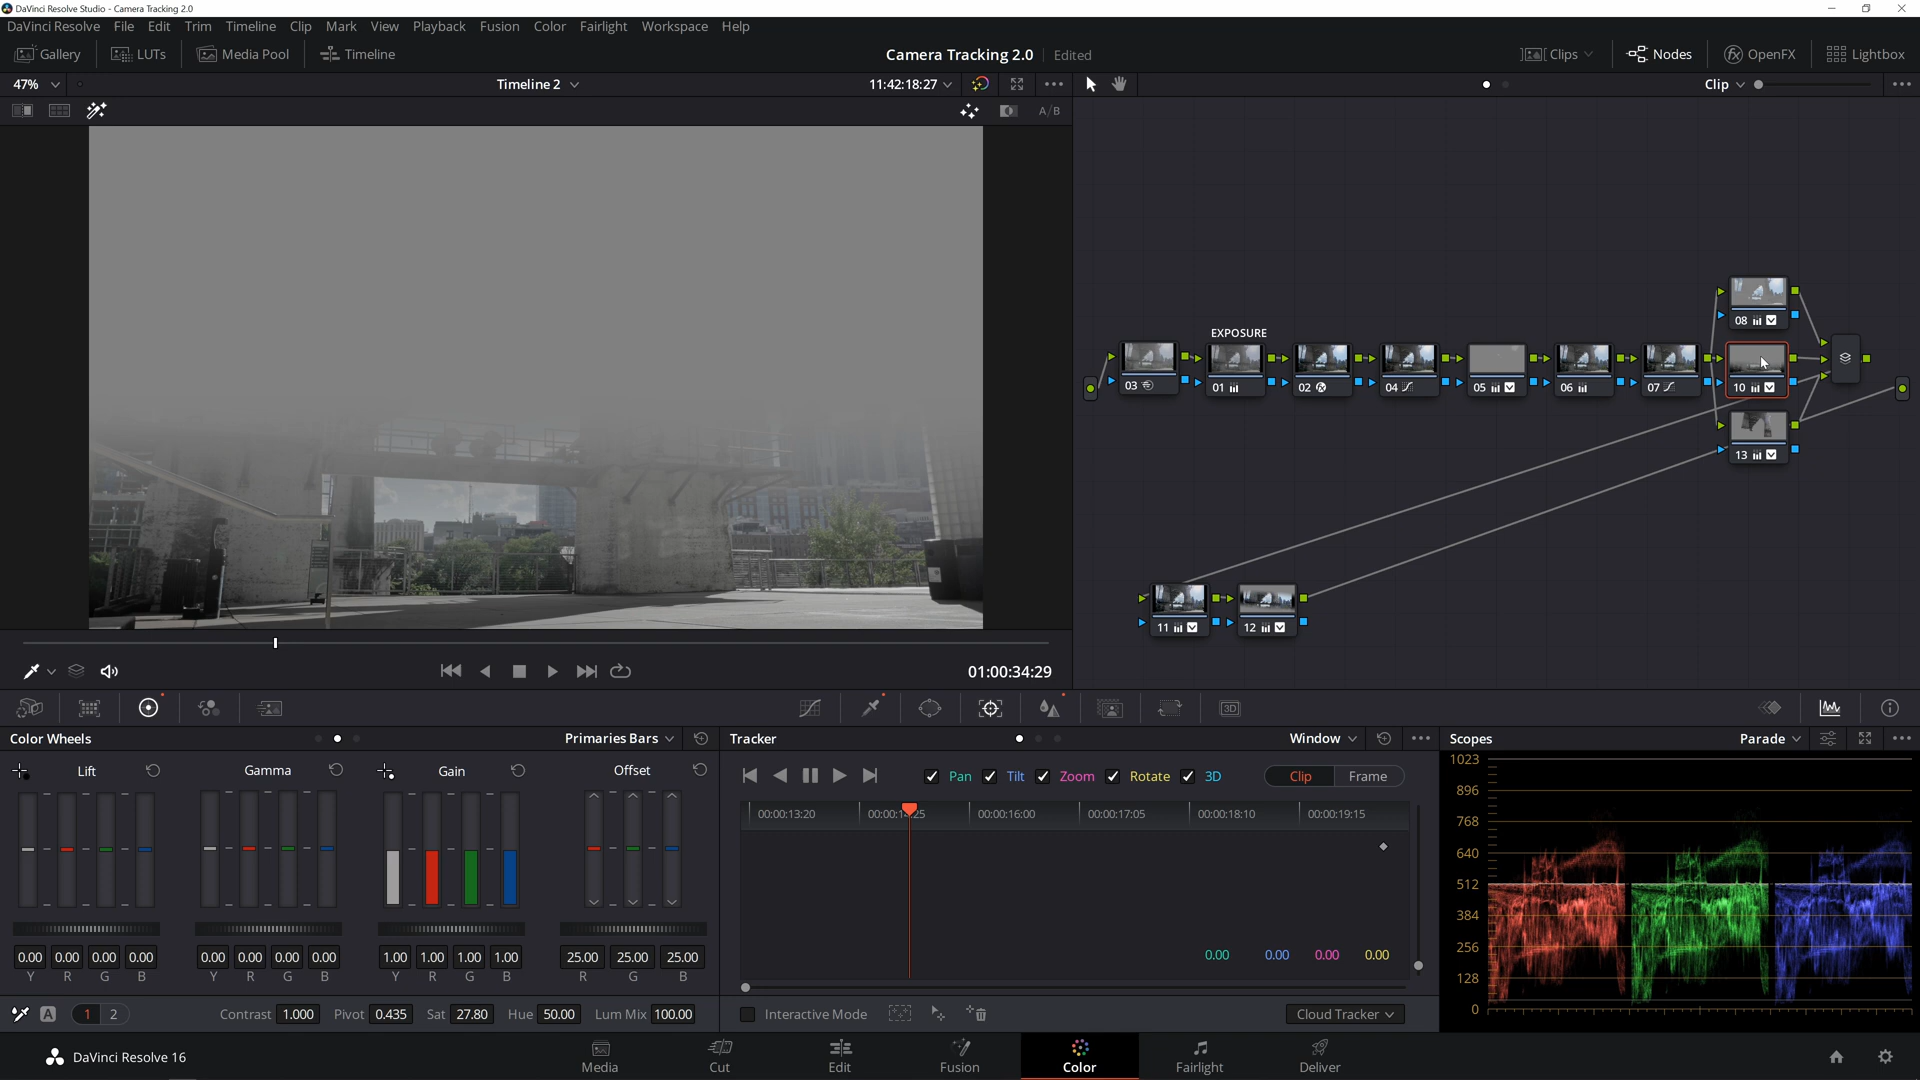 DaVinci Resolve Studio - Camera Tracking 2.0
DaVinci Resolve File Edit Trim Timeline Clip Mark View Playback Fusion Color Fairlight Workspace Help
Gallery LUTs Media Pool Timeline Camera Tracking 2.0 Edited Clips Nodes OpenFX Lightbox
47% Timeline 2 11:42:18:27 Clip
A/B
08
EXPOSURE
03 01 02 04 05 06 07 10
13
11 12
01:00:34:29
3D
Color Wheels Primaries Bars Tracker Window Scopes Parade
Lift Gamma Gain Offset Pan Tilt Zoom Rotate 3D Clip Frame
00:00:13:20 00:00:14:25 00:00:16:00 00:00:17:05 00:00:18:10 00:00:19:15
1023
896
768
640
512
384
256
128
0
0.00 0.00 0.00 0.00
0.00 0.00 0.00 0.00 0.00 0.00 0.00 0.00 1.00 1.00 1.00 1.00 25.00 25.00 25.00
Y R G B Y R G B Y R G B R G B
A 1 2 Contrast 1.000 Pivot 0.435 Sat 27.80 Hue 50.00 Lum Mix 100.00 Interactive Mode Cloud Tracker
DaVinci Resolve 16 Media Cut Edit Fusion Color Fairlight Deliver